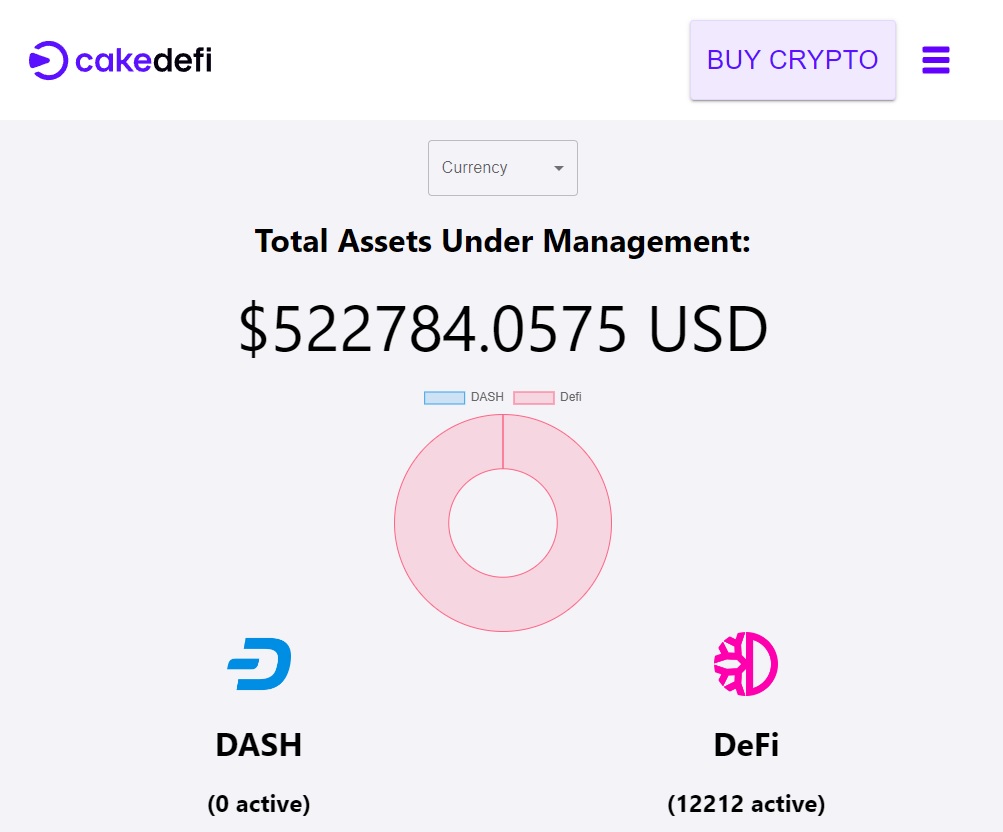 cakedefi
BUY CRYPTO
Currency
Total Assets Under Management:
$522784.0575 USD
DASH Defi
DASH
DeFi
(0 active)
(12212 active)